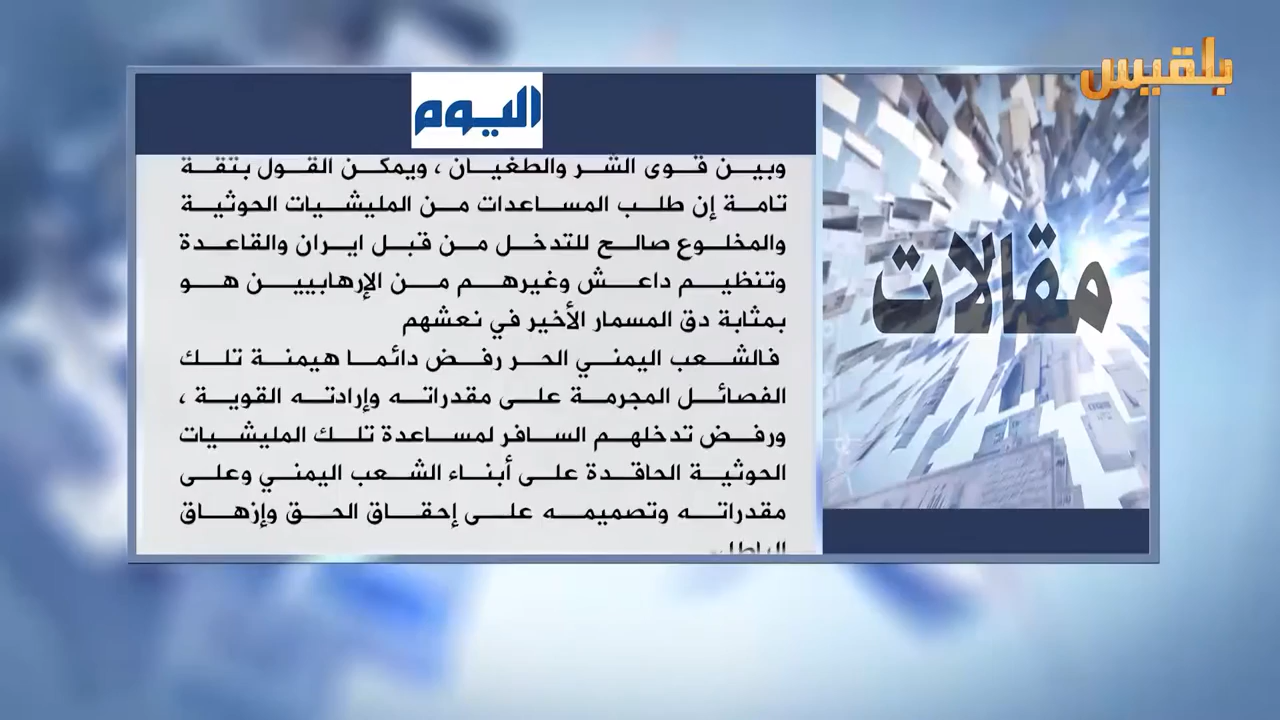 بلقيس
اليوم
وبين قوى الشر والطغيان ، ويمكن القول بثقة
تامة إن طلب المساعدات من المليشيات الحوثية
والمخلوع صالح للتدخل من قبل ايران والقاعدة
وتنظيم داعش وغيرهم من الإرهابيين هو
بمثابة دق المسمار الأخير في نعشهم
فالشعب اليمني الحر رفض دائما هيمنة تلك
الفصائل المجرمة على مقدراته وإرادته القوية ،
ورفض تدخلهم السافر لمساعدة تلك المليشيات
الحوثية الحاقدة على أبناء الشعب اليمني وعلى
مقدراته وتصميمه على إحقاق الحق وإزهاق
مقالات